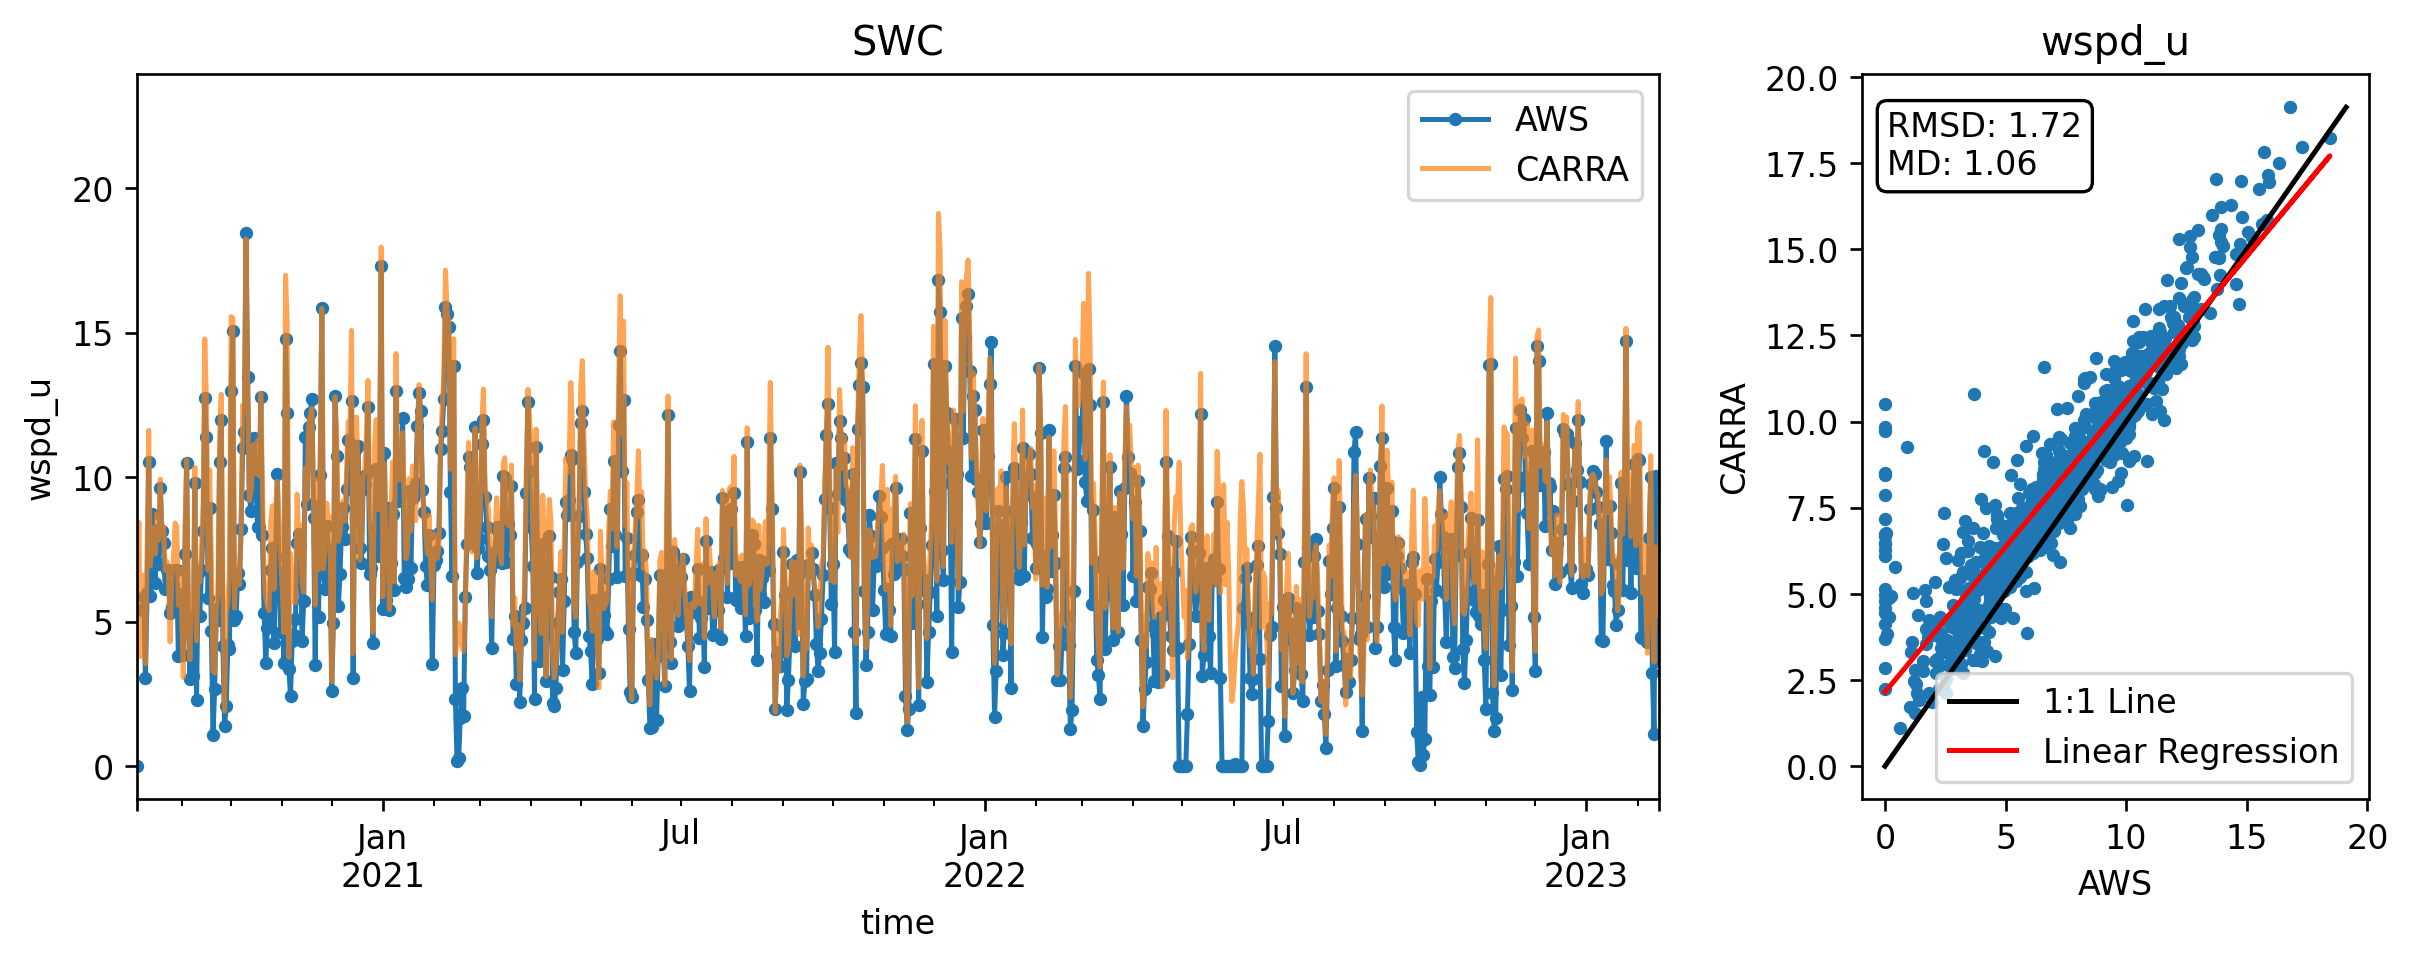 SWC
wspd_u
20
15
10
5
0
AWS
CARRA
Jan
2021
Jul
Jan
2022
Jul
Jan
2023
time
wspd_u
CARRA
20.0
17.5
15.0
12.5
10.0
7.5
5.0
2.5
0.0
RMSD: 1.72
MD: 1.06
1:1 Line
Linear Regression
0
5
10
15
20
AWS